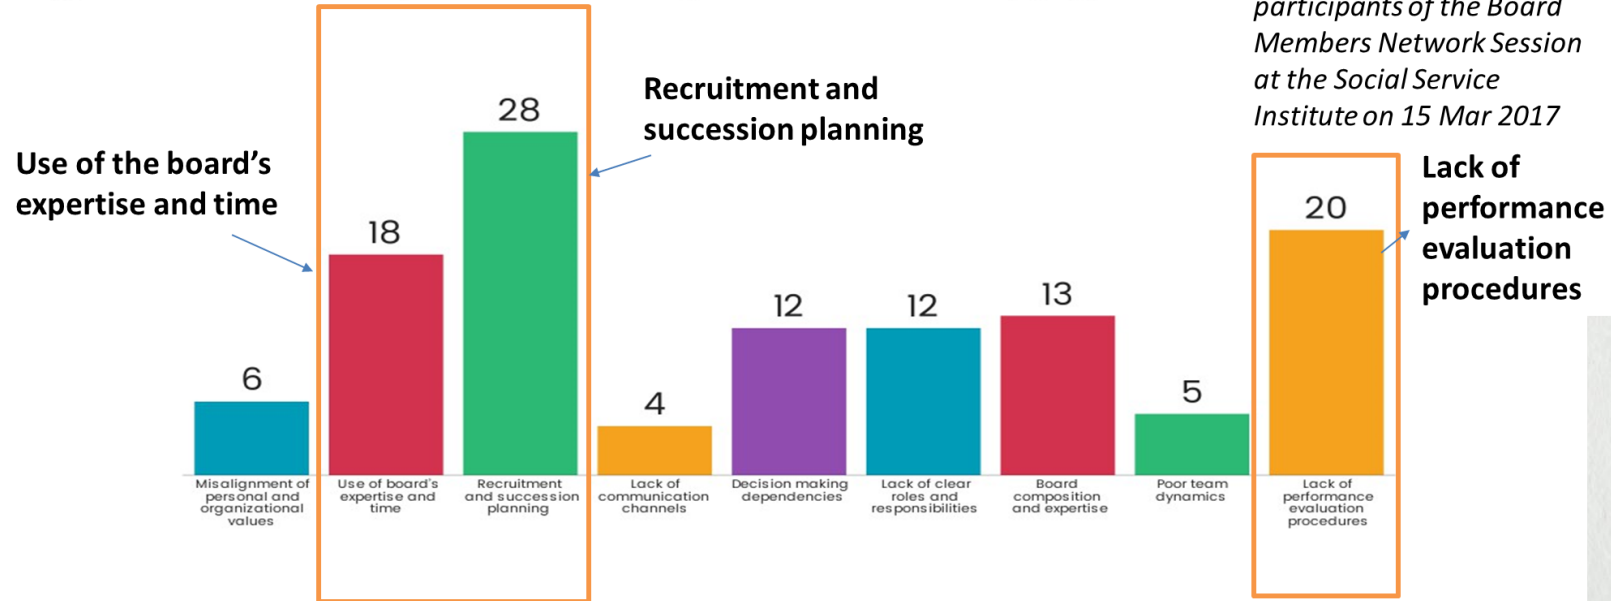 participants of the Board
Members Network Session
at the Social Service
Institute on 15 Mar 2017
Recruitment and
succession planning
Use of the board’s
expertise and time
Lack of
performance
evaluation
procedures
6
18
28
4
12
12
13
5
20
Misalignment of
personal and
organizational
values
Use of board's
expertise and
time
Recruitment
and succession
planning
Lack of
communication
channels
Decision making
dependencies
Lack of clear
roles and
responsibilities
Board
composition
and expertise
Poor team
dynamics
Lack of
performance
evaluation
procedures